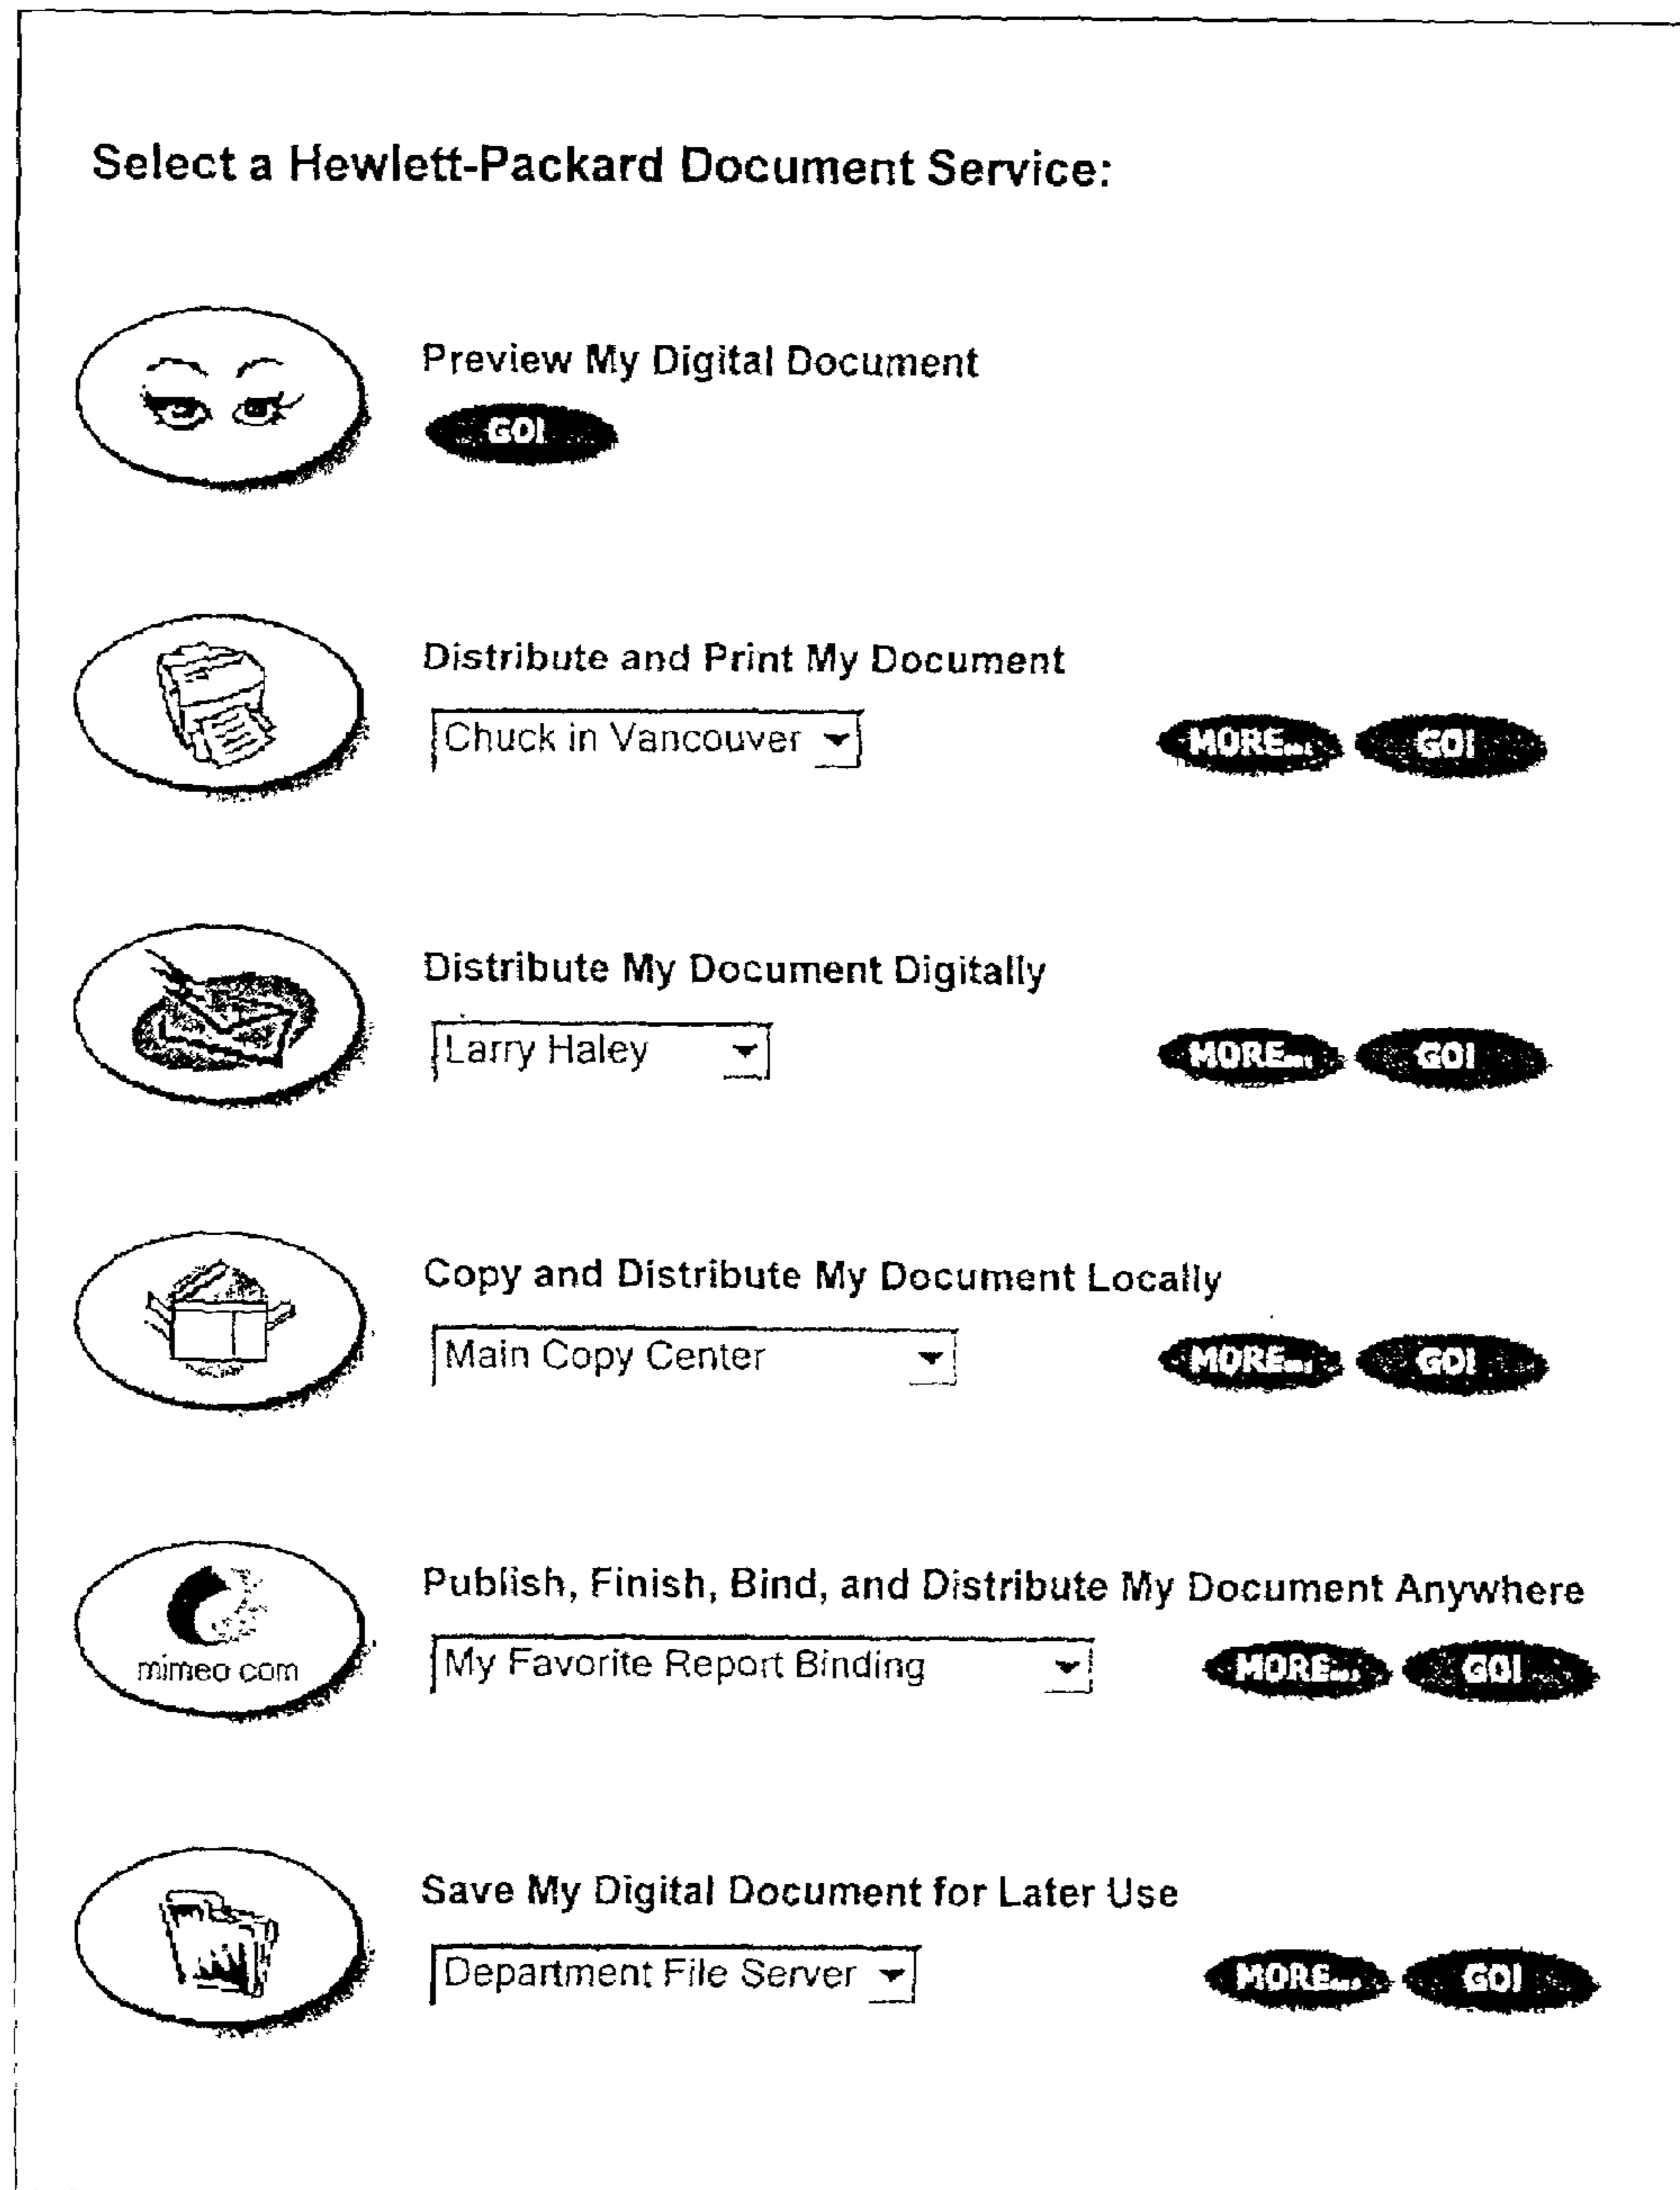 Select a Hewlett-Packard Document Service:
Preview My Digital Document
GO!
Distribute and Print My Document
Chuck in Vancouver
MORE... GO!
Distribute My Document Digitally
Larry Haley
MORE... GO!
Copy and Distribute My Document Locally
Main Copy Center
MORE... GO!
Publish, Finish, Bind, and Distribute My Document Anywhere
mimeo com
My Favorite Report Binding
MORE... GO!
Save My Digital Document for Later Use
Department File Server
MORE... GO!